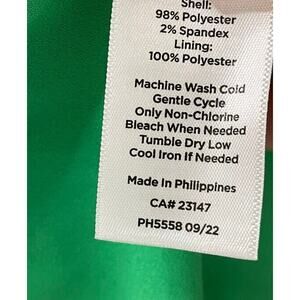 Shell:
98% Polyester
2% Spandex
Lining:
100% Polyester
Machine Wash Cold
Gentle Cycle
Only Non-Chlorine
Bleach When Needed
Tumble Dry Low
Cool Iron If Needed
Made In Philippines
CA# 23147
PH5558 09/22